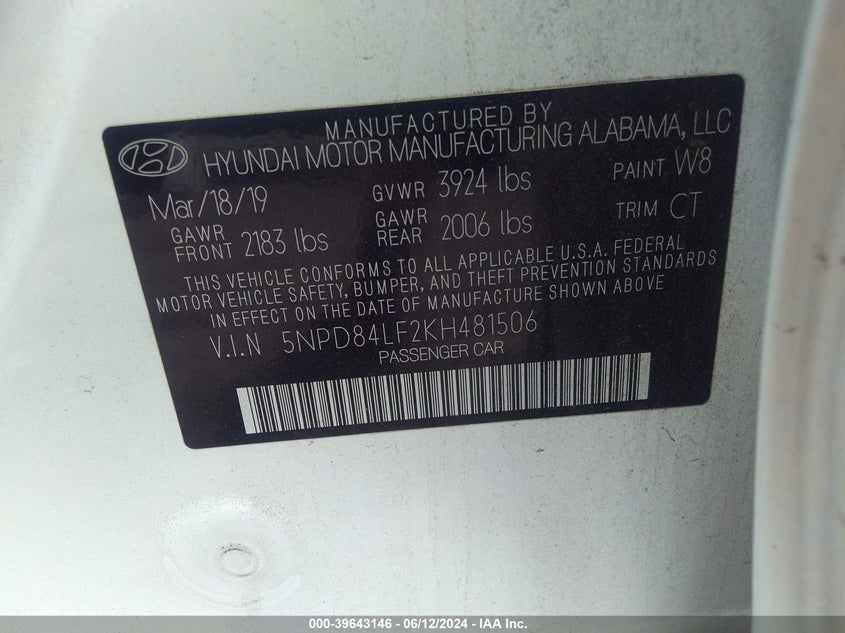 MANUFACTURED BY
HYUNDAI MOTOR MANUFACTURING ALABAMA, LLC
Mar/18/19 GVWR 3924 lbs PAINT W8
GAWR FRONT 2183 lbs GAWR REAR 2006 lbs TRIM CT
THIS VEHICLE CONFORMS TO ALL APPLICABLE U.S.A. FEDERAL
MOTOR VEHICLE SAFETY, BUMPER, AND THEFT PREVENTION STANDARDS
IN EFFECT ON THE DATE OF MANUFACTURE SHOWN ABOVE
V.I.N 5NPD84LF2KH481506
PASSENGER CAR
000-39643146 - 06/12/2024 - IAA Inc.